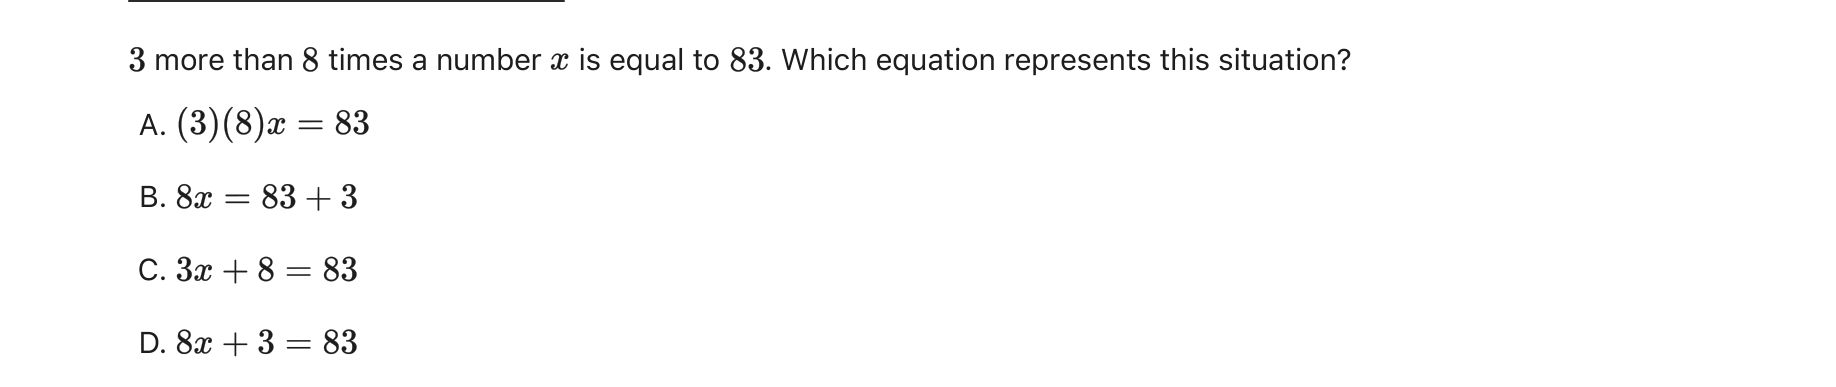 3 more than 8 times a number x is equal to 83. Which equation represents this situation?
A. (3)(8)x = 83
B. 8x = 83 + 3
C. 3x + 8 = 83
D. 8x + 3 = 83